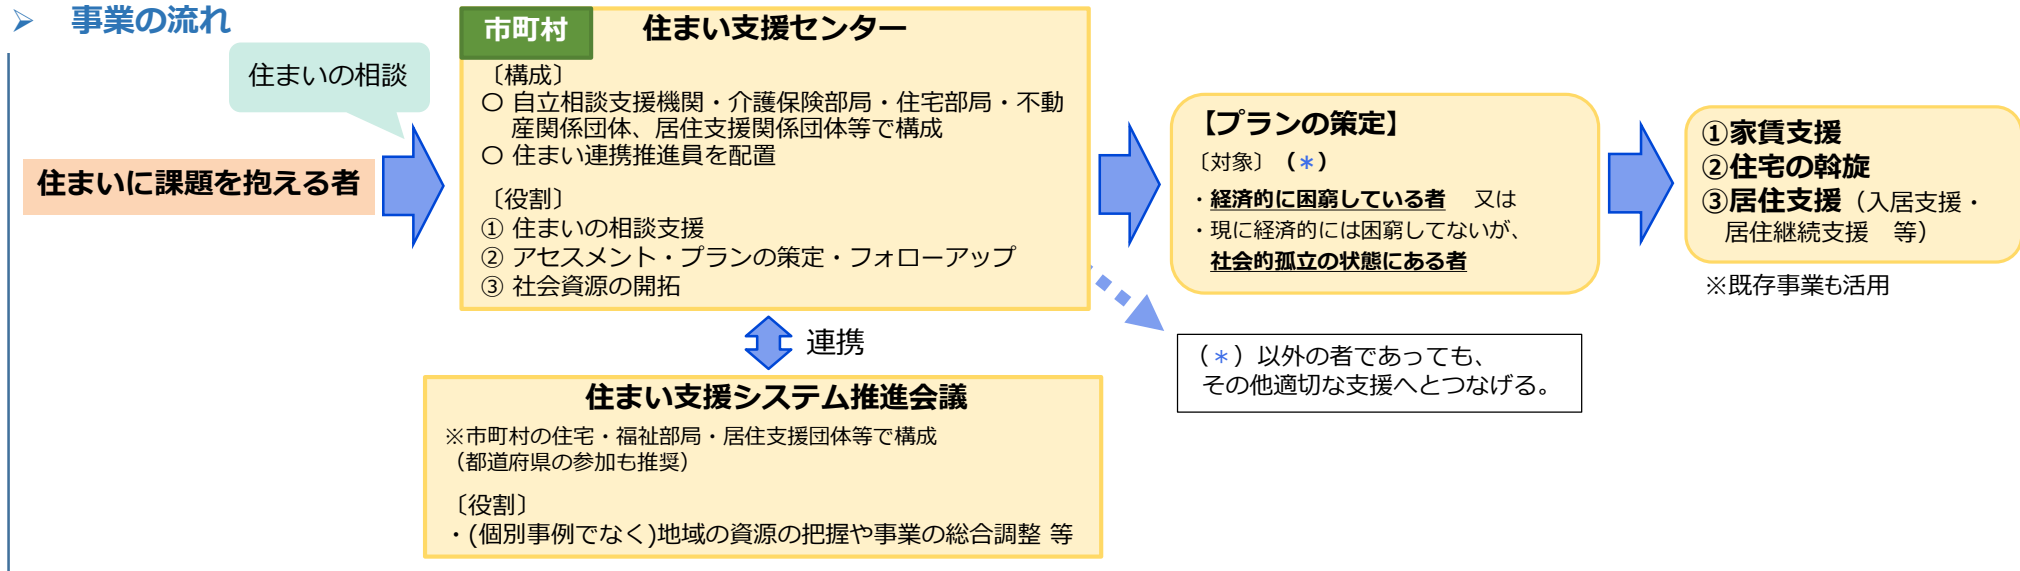 ➢ 事業の流れ
住まいの相談
住まいに課題を抱える者
市町村
住まい支援センター
〔構成〕
〇 自立相談支援機関・介護保険部局・住宅部局・不動
産関係団体、居住支援関係団体等で構成
〇 住まい連携推進員を配置
〔役割〕
① 住まいの相談支援
② アセスメント・プランの策定・フォローアップ
③ 社会資源の開拓
連携
住まい支援システム推進会議
※市町村の住宅・福祉部局・居住支援団体等で構成
（都道府県の参加も推奨）
〔役割〕
・(個別事例でなく)地域の資源の把握や事業の総合調整 等
【プランの策定】
〔対象〕（＊）
・経済的に困窮している者　又は
・現に経済的には困窮してないが、
社会的孤立の状態にある者
（＊）以外の者であっても、
その他適切な支援へとつなげる。
①家賃支援
②住宅の斡旋
③居住支援（入居支援・
居住継続支援　等）
※既存事業も活用